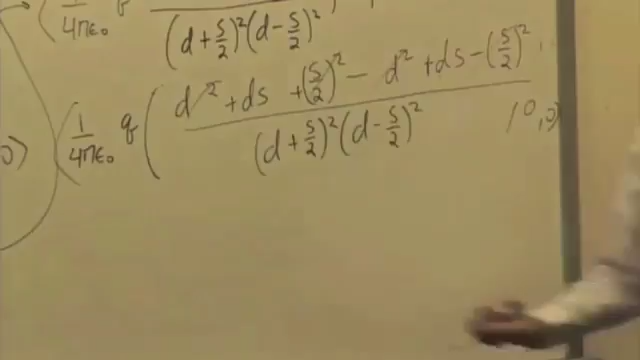 1/4πε₀ q
(d + s/2)²(d - s/2)²
0) (1/4πε₀ q ( d² + ds + (s/2)² - d² + ds - (s/2)² / (d + s/2)²(d - s/2)² , 0, 0)